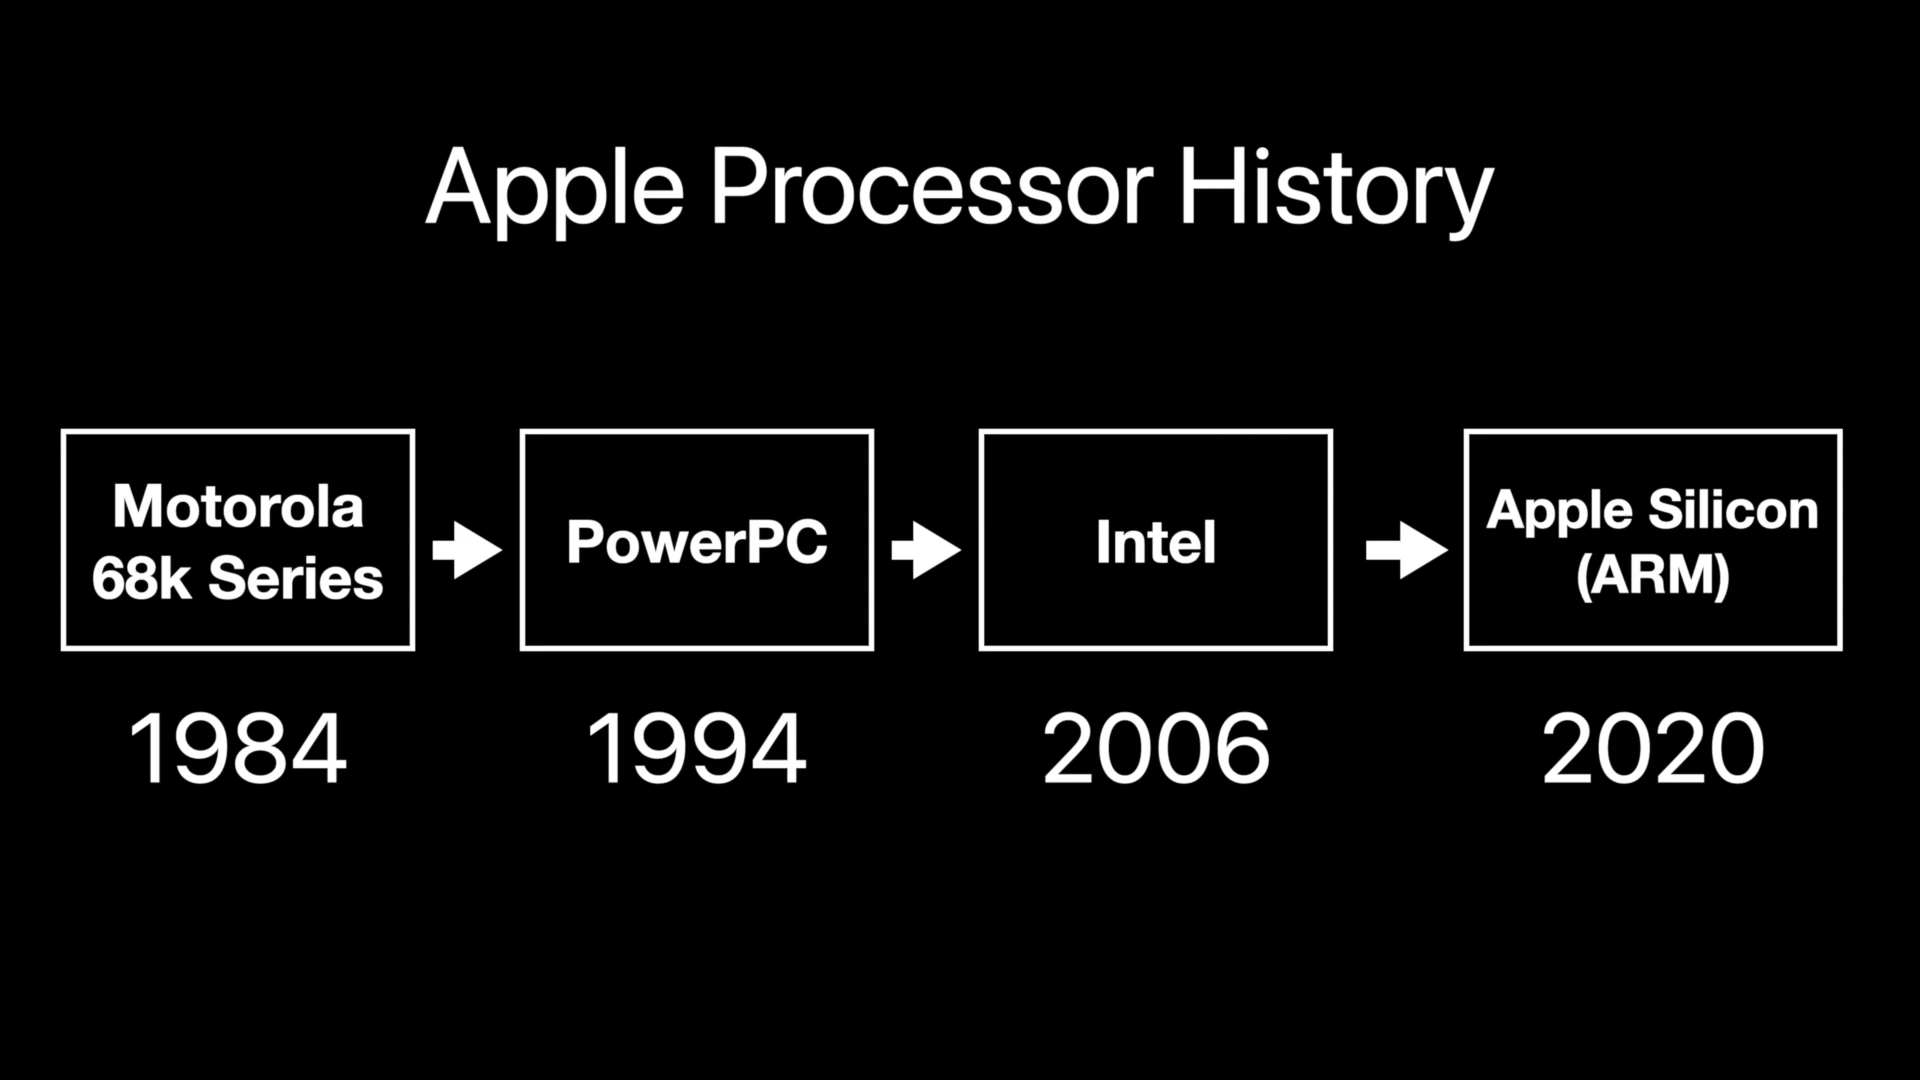 Apple Processor History
Motorola
68k Series
PowerPC
Intel
Apple Silicon
(ARM)
1984
1994
2006
2020